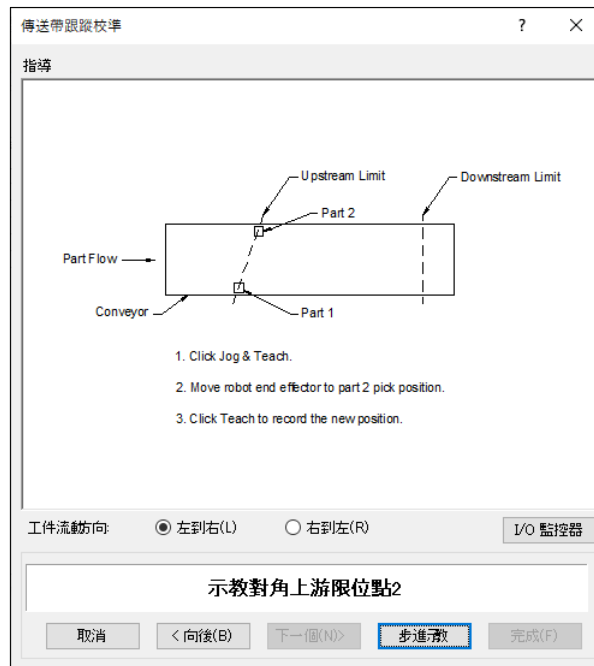 傳送帶跟蹤校準 ? ×
指導
Upstream Limit
Downstream Limit
Part 2
Part Flow
Conveyor
Part 1
1. Click Jog & Teach.
2. Move robot end effector to part 2 pick position.
3. Click Teach to record the new position.
工件流動方向: 左到右(L) 右到左(R) I/O 監控器
示教對角上游限位點2
取消 < 向後(B) 下一個(N)> 步進示教 完成(F)